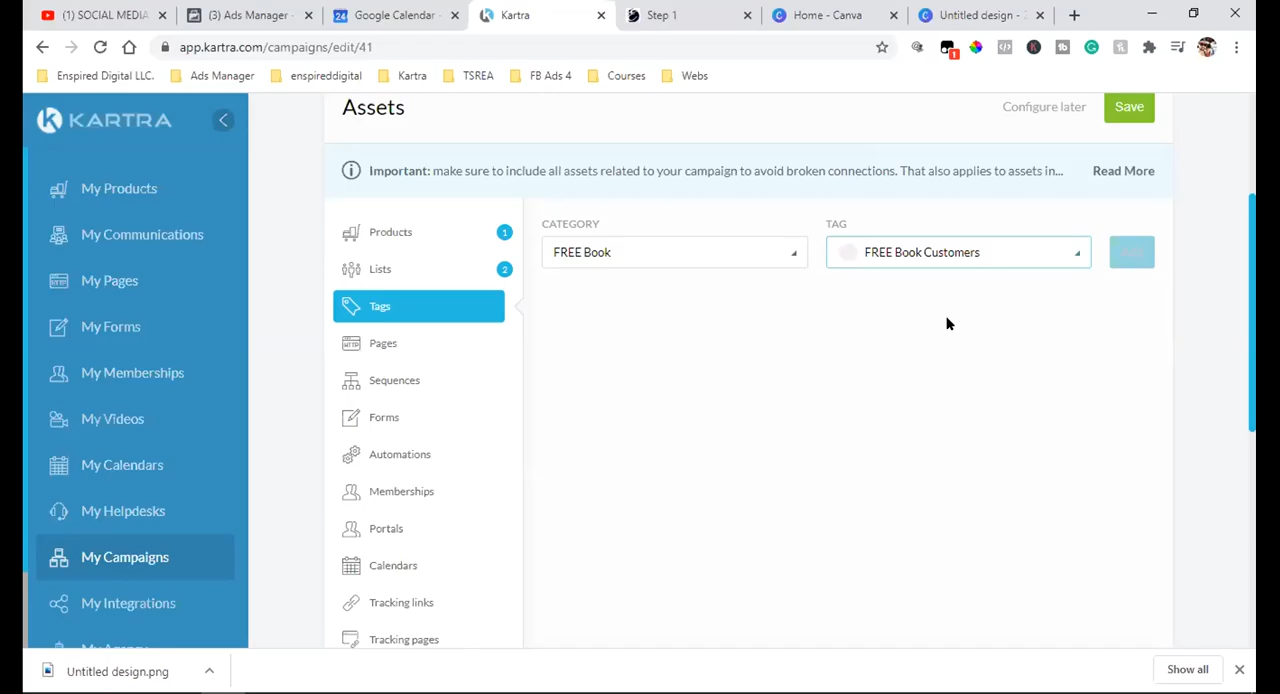 (1) SOCIAL MEDIA
(3) Ads Manager -
24
Google Calendar -
Kartra
Step 1
Home - Canva
Untitled design - 2
app.kartra.com/campaigns/edit/41
1
Enspired Digital LLC.
Ads Manager
enspireddigital
Kartra
TSREA
FB Ads 4
Courses
Webs
K KARTRA
My Products
My Communications
My Pages
My Forms
My Memberships
My Videos
My Calendars
My Helpdesks
My Campaigns
My Integrations
Assets
Configure later
Save
Important: make sure to include all assets related to your campaign to avoid broken connections. That also applies to assets in...
Read More
Products
1
Lists
2
Tags
Pages
Sequences
Forms
Automations
Memberships
Portals
Calendars
Tracking links
Tracking pages
CATEGORY
FREE Book
TAG
FREE Book Customers
Untitled design.png
Show all